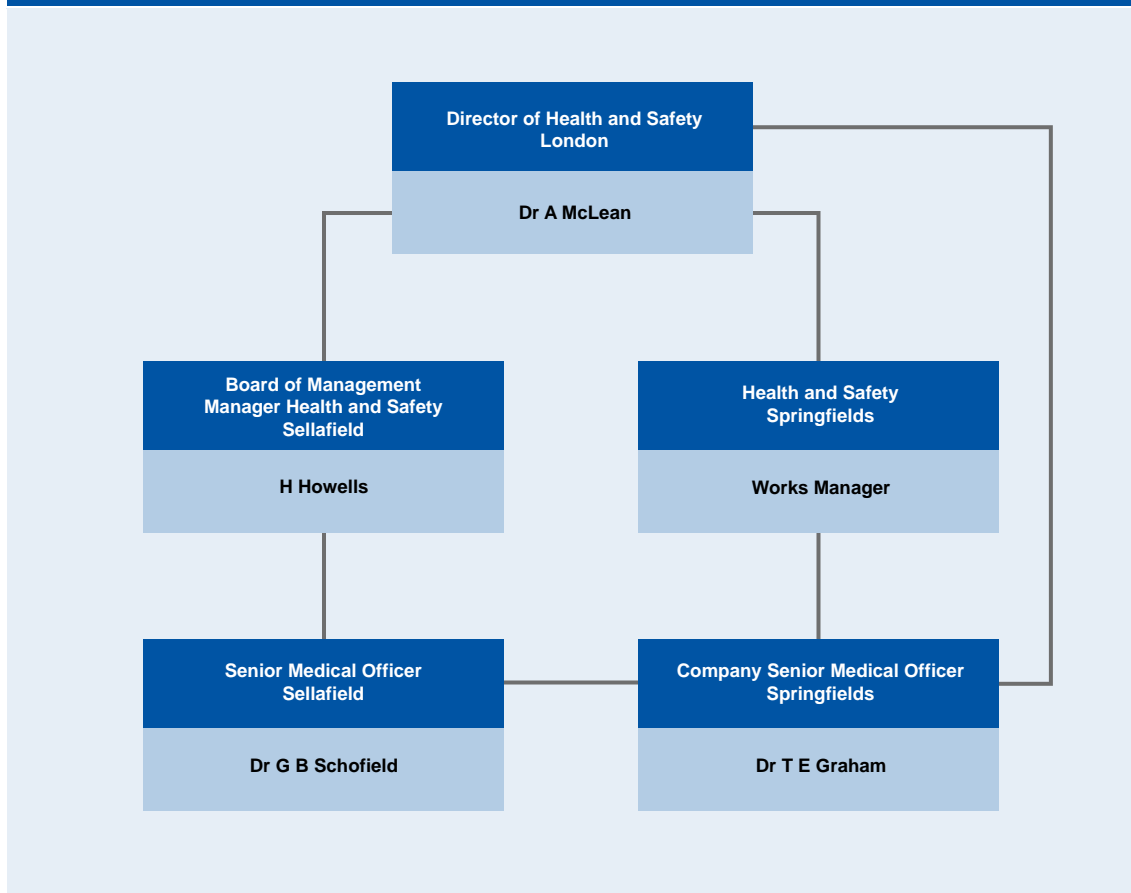 Director of Health and Safety
London
Dr A McLean
Board of Management
Manager Health and Safety
Sellafield
H Howells
Health and Safety
Springfields
Works Manager
Senior Medical Officer
Sellafield
Dr G B Schofield
Company Senior Medical Officer
Springfields
Dr T E Graham